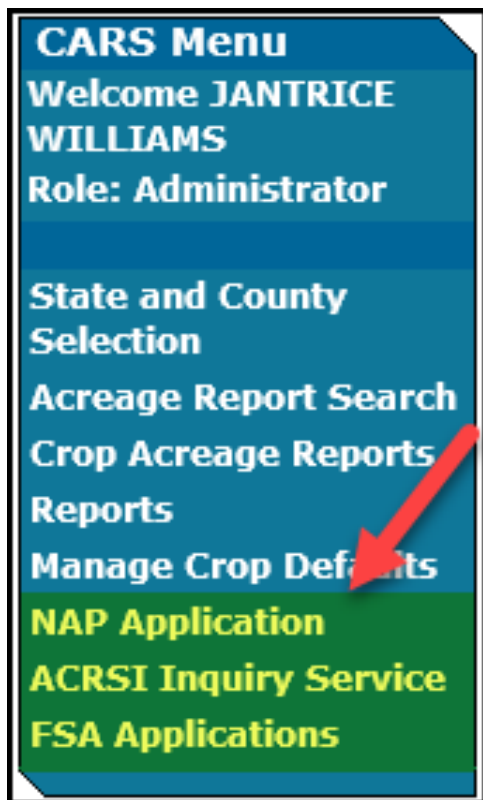 CARS Menu
Welcome JANTRICE
WILLIAMS
Role: Administrator
State and County
Selection
Acreage Report Search
Crop Acreage Reports
Reports
Manage Crop Defaults
NAP Application
ACRSI Inquiry Service
FSA Applications